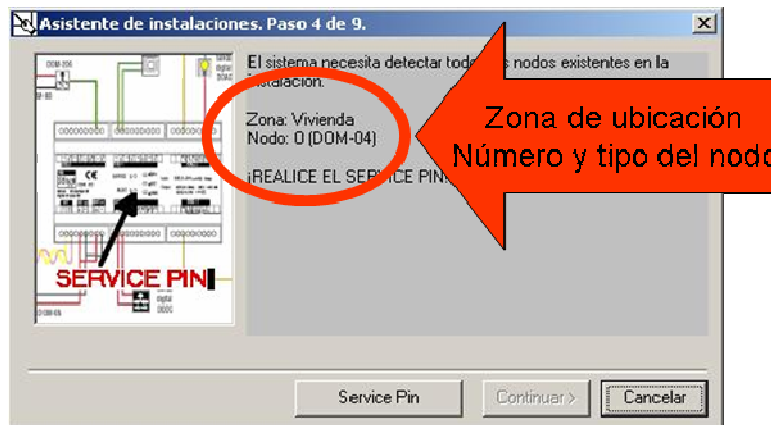 Asistente de instalaciones. Paso 4 de 9.
El sistema necesita detectar nodos existentes en la
instalación.
Zona: Vivienda
Nodo: 0 (DOM-04)
¡REALICE EL SERVICE PIN
Zona de ubicación
Número y tipo del nodo
SERVICE PIN
Service Pin
Continuar >
Cancelar